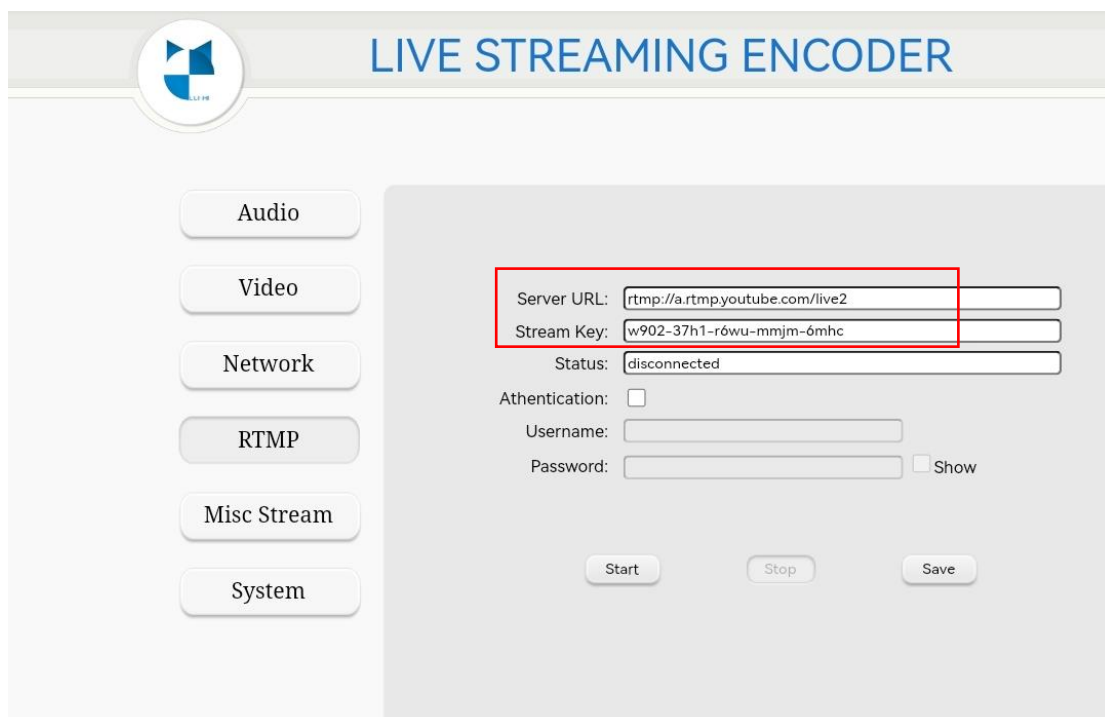 LIVE STREAMING ENCODER
Audio
Video
Network
RTMP
Misc Stream
System
Server URL: rtmp://a.rtmp.youtube.com/live2
Stream Key: w902-37h1-r6wu-mmjm-6mhc
Status: disconnected
Athentication:
Username:
Password: Show
Start Stop Save